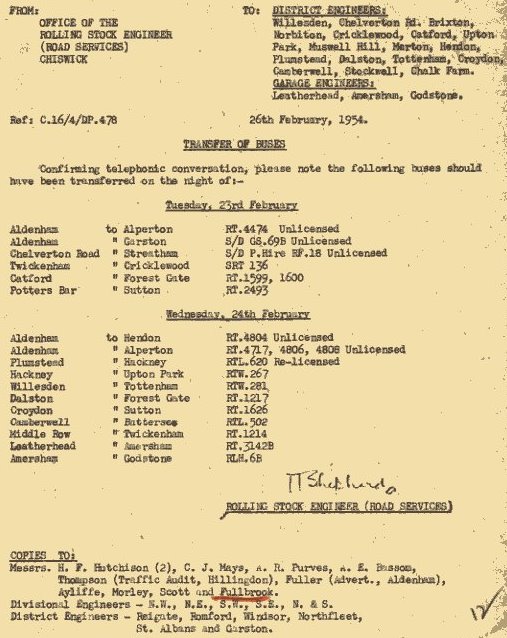 FROM:
OFFICE OF THE
ROLLING STOCK ENGINEER
(ROAD SERVICES)
CHISWICK
TO: DISTRICT ENGINEERS:
Willesden, Chelverton Rd. Brixton,
Norbiton, Cricklewood, Catford, Upton
Park, Muswell Hill, Merton, Hendon,
Plumstead, Dalston, Tottenham, Croydon,
Camberwell, Stockwell, Chalk Farm.
GARAGE ENGINEERS:
Leatherhead, Amersham, Godstone.
Ref: C.16/4/DP.478
26th February, 1954.
TRANSFER OF BUSES
Confirming telephonic conversation, please note the following buses should
have been transferred on the night of:-
Tuesday, 23rd February
Aldenham to Alperton RT.4474 Unlicensed
Aldenham " Garston S/D GS.69B Unlicensed
Chelverton Road " Streatham S/D P.Hire RF.18 Unlicensed
Twickenham " Cricklewood SRT 136
Catford " Forest Gate RT.1599, 1600
Potters Bar " Sutton RT.2493
Wednesday, 24th February
Aldenham to Hendon RT.4804 Unlicensed
Aldenham " Alperton RT.4717, 4806, 4808 Unlicensed
Plumstead " Hackney RTL.620 Re-licensed
Hackney " Upton Park RTW.267
Willesden " Tottenham RTW.281
Dalston " Forest Gate RT.1217
Croydon " Sutton RT.1626
Camberwell " Battersea RTL.502
Middle Row " Twickenham RT.1214
Leatherhead " Amersham RT.3142B
Amersham " Godstone RLH.6B
TTShepherd
ROLLING STOCK ENGINEER (ROAD SERVICES)
COPIES TO:
Messrs. H. F. Hutchison (2), C. J. Mays, A. R. Purves, A. E. Bassom,
Thompson (Traffic Audit, Hillingdon), Fuller (Advert., Aldenham),
Ayliffe, Morley, Scott and Fullbrook.
Divisional Engineers - N.W., N.E., S.W., S.E., N. & S.
District Engineers - Reigate, Romford, Windsor, Northfleet,
St. Albans and Garston.
12